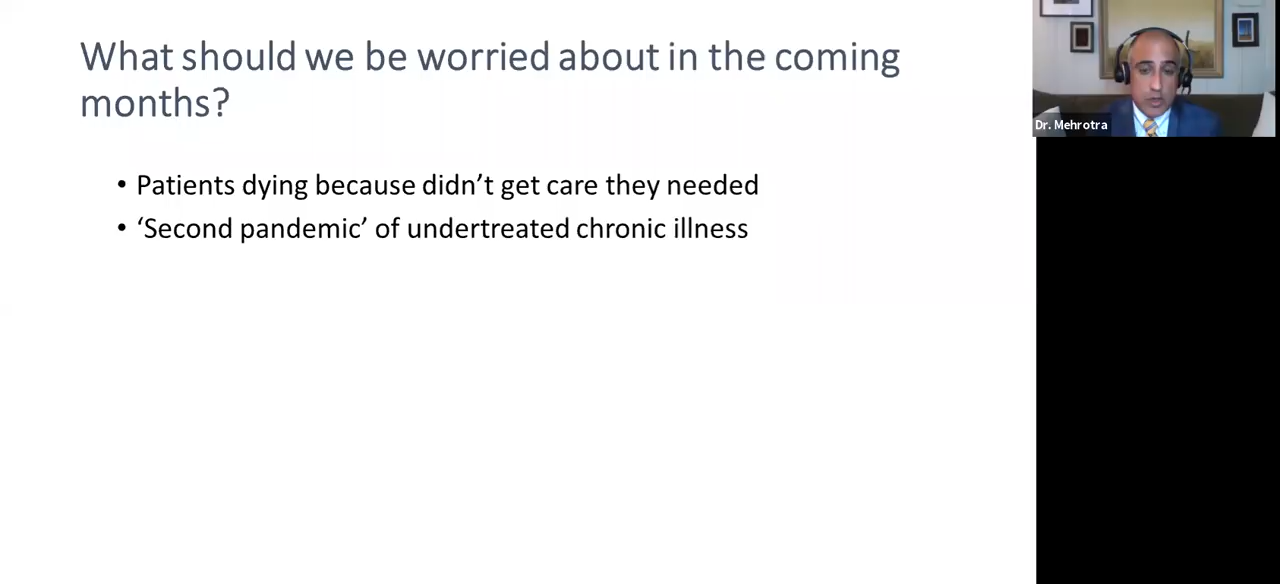 What should we be worried about in the coming
months?
• Patients dying because didn’t get care they needed
• ‘Second pandemic’ of undertreated chronic illness
Dr. Mehrotra